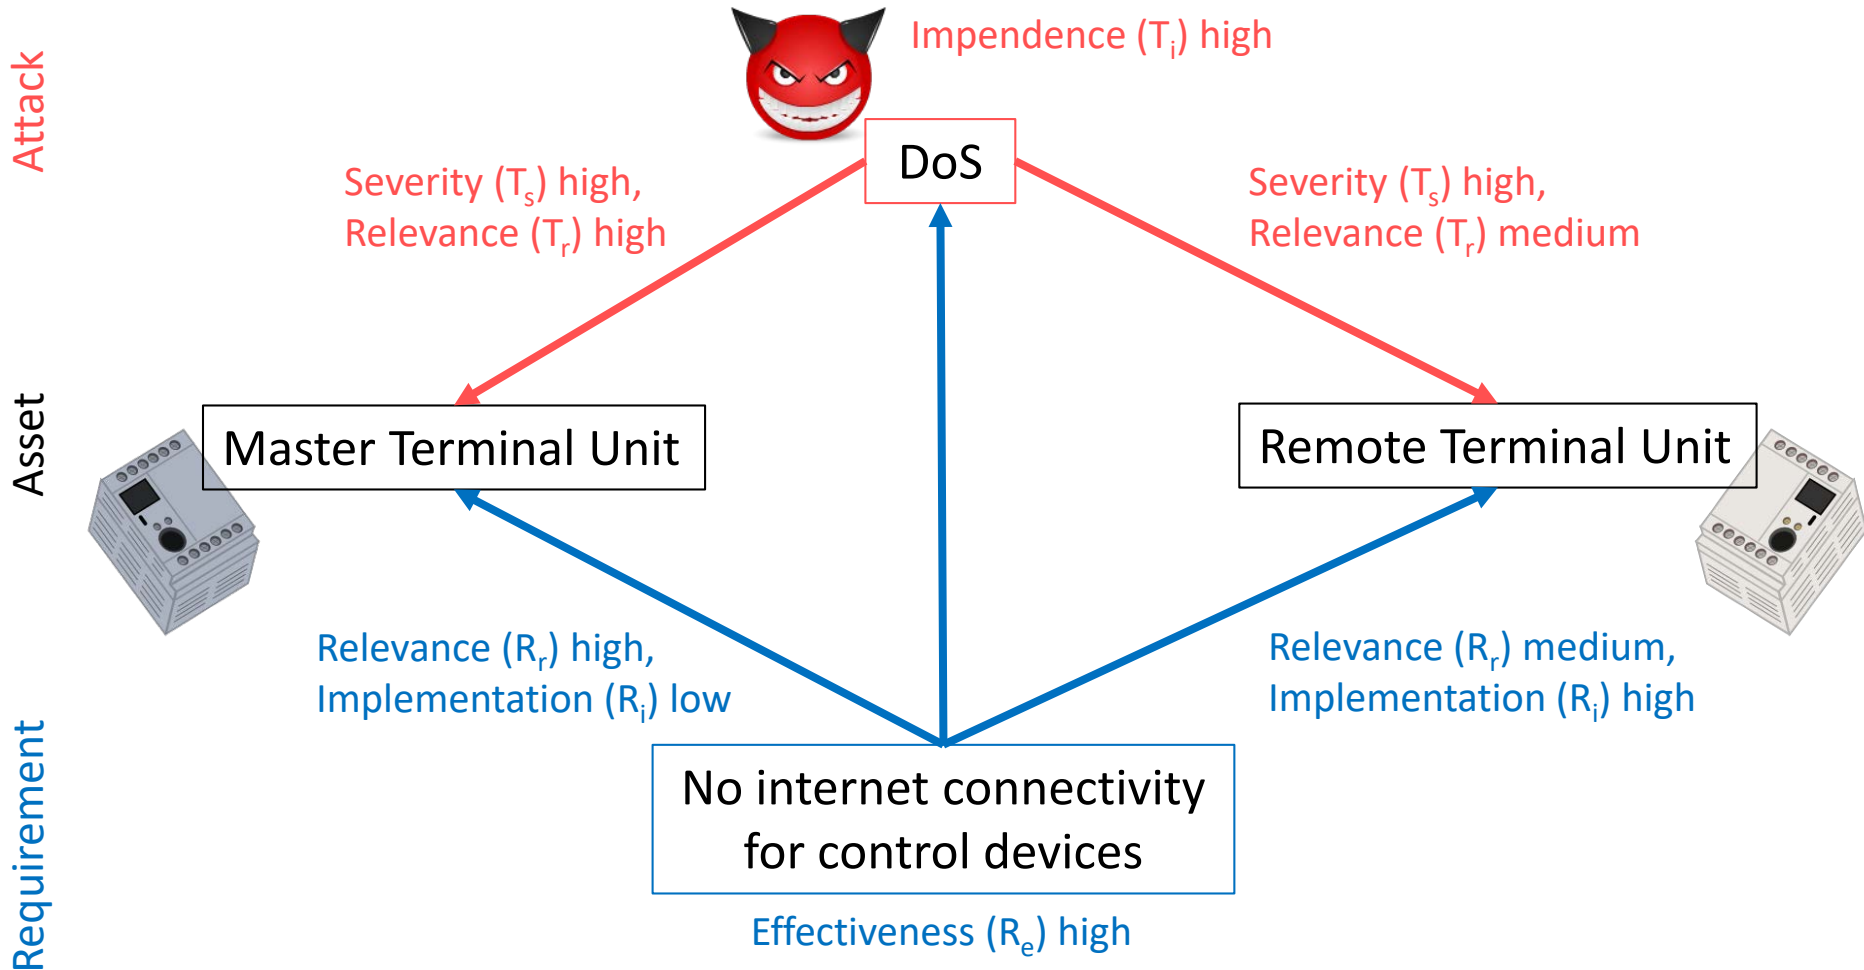 Attack
Impendence (Ti) high
DoS
Severity (Ts) high,
Relevance (Tr) high
Severity (Ts) high,
Relevance (Tr) medium
Asset
Master Terminal Unit
Remote Terminal Unit
Relevance (Rr) high,
Implementation (Ri) low
Relevance (Rr) medium,
Implementation (Ri) high
Requirement
No internet connectivity
for control devices
Effectiveness (Re) high